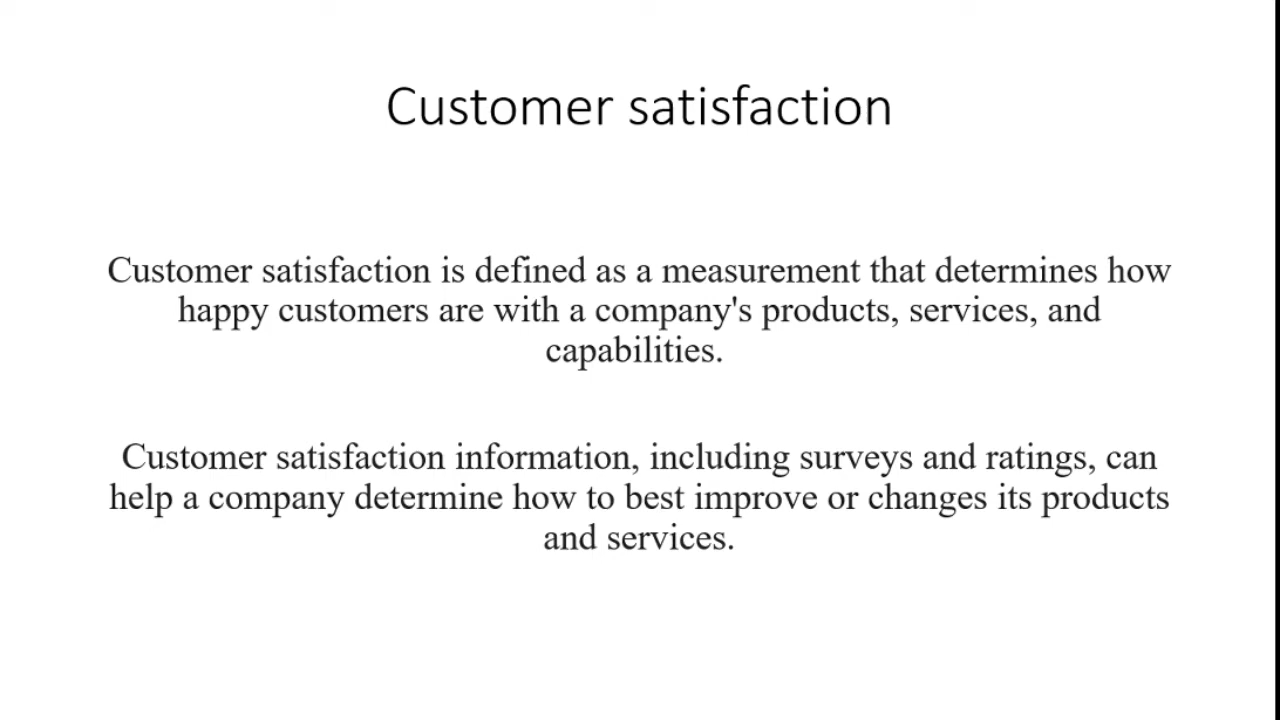 Customer satisfaction
Customer satisfaction is defined as a measurement that determines how
happy customers are with a company's products, services, and
capabilities.
Customer satisfaction information, including surveys and ratings, can
help a company determine how to best improve or changes its products
and services.